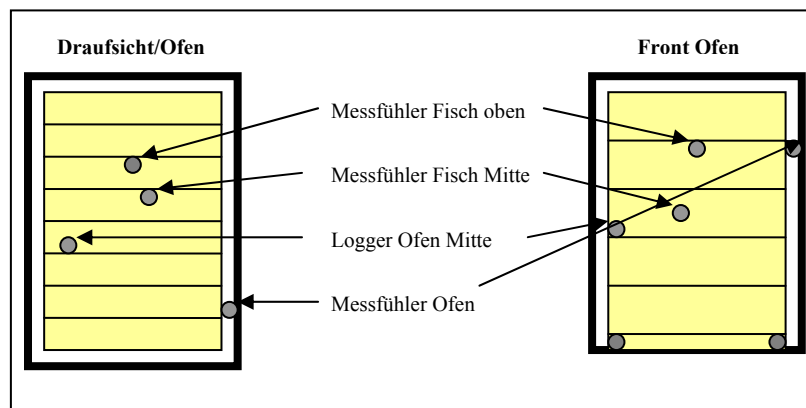 Draufsicht/Ofen
Front Ofen
Messfühler Fisch oben
Messfühler Fisch Mitte
Logger Ofen Mitte
Messfühler Ofen